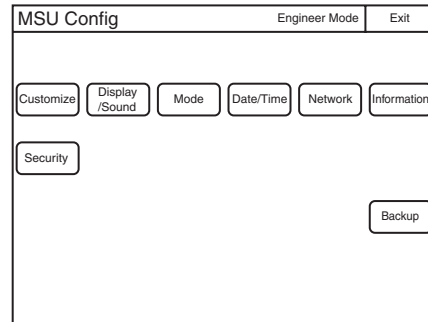 MSU Config Engineer Mode Exit
Customize Display /Sound Mode Date/Time Network Information
Security
Backup